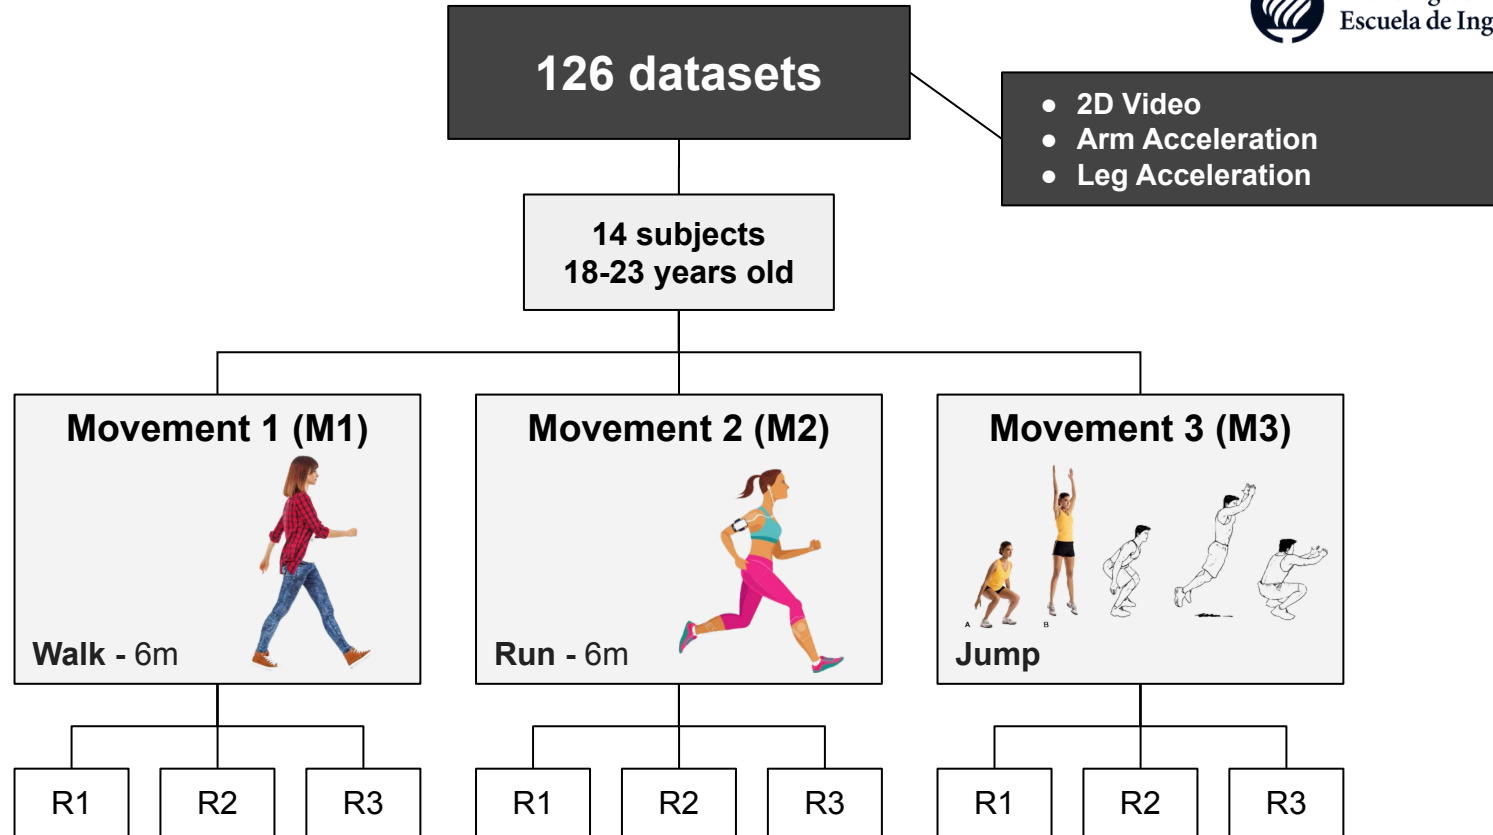 Escuela de Ing
126 datasets
● 2D Video
● Arm Acceleration
● Leg Acceleration
14 subjects
18-23 years old
Movement 1 (M1)
Walk - 6m
Movement 2 (M2)
Run - 6m
Movement 3 (M3)
A B
Jump
R1 R2 R3 R1 R2 R3 R1 R2 R3